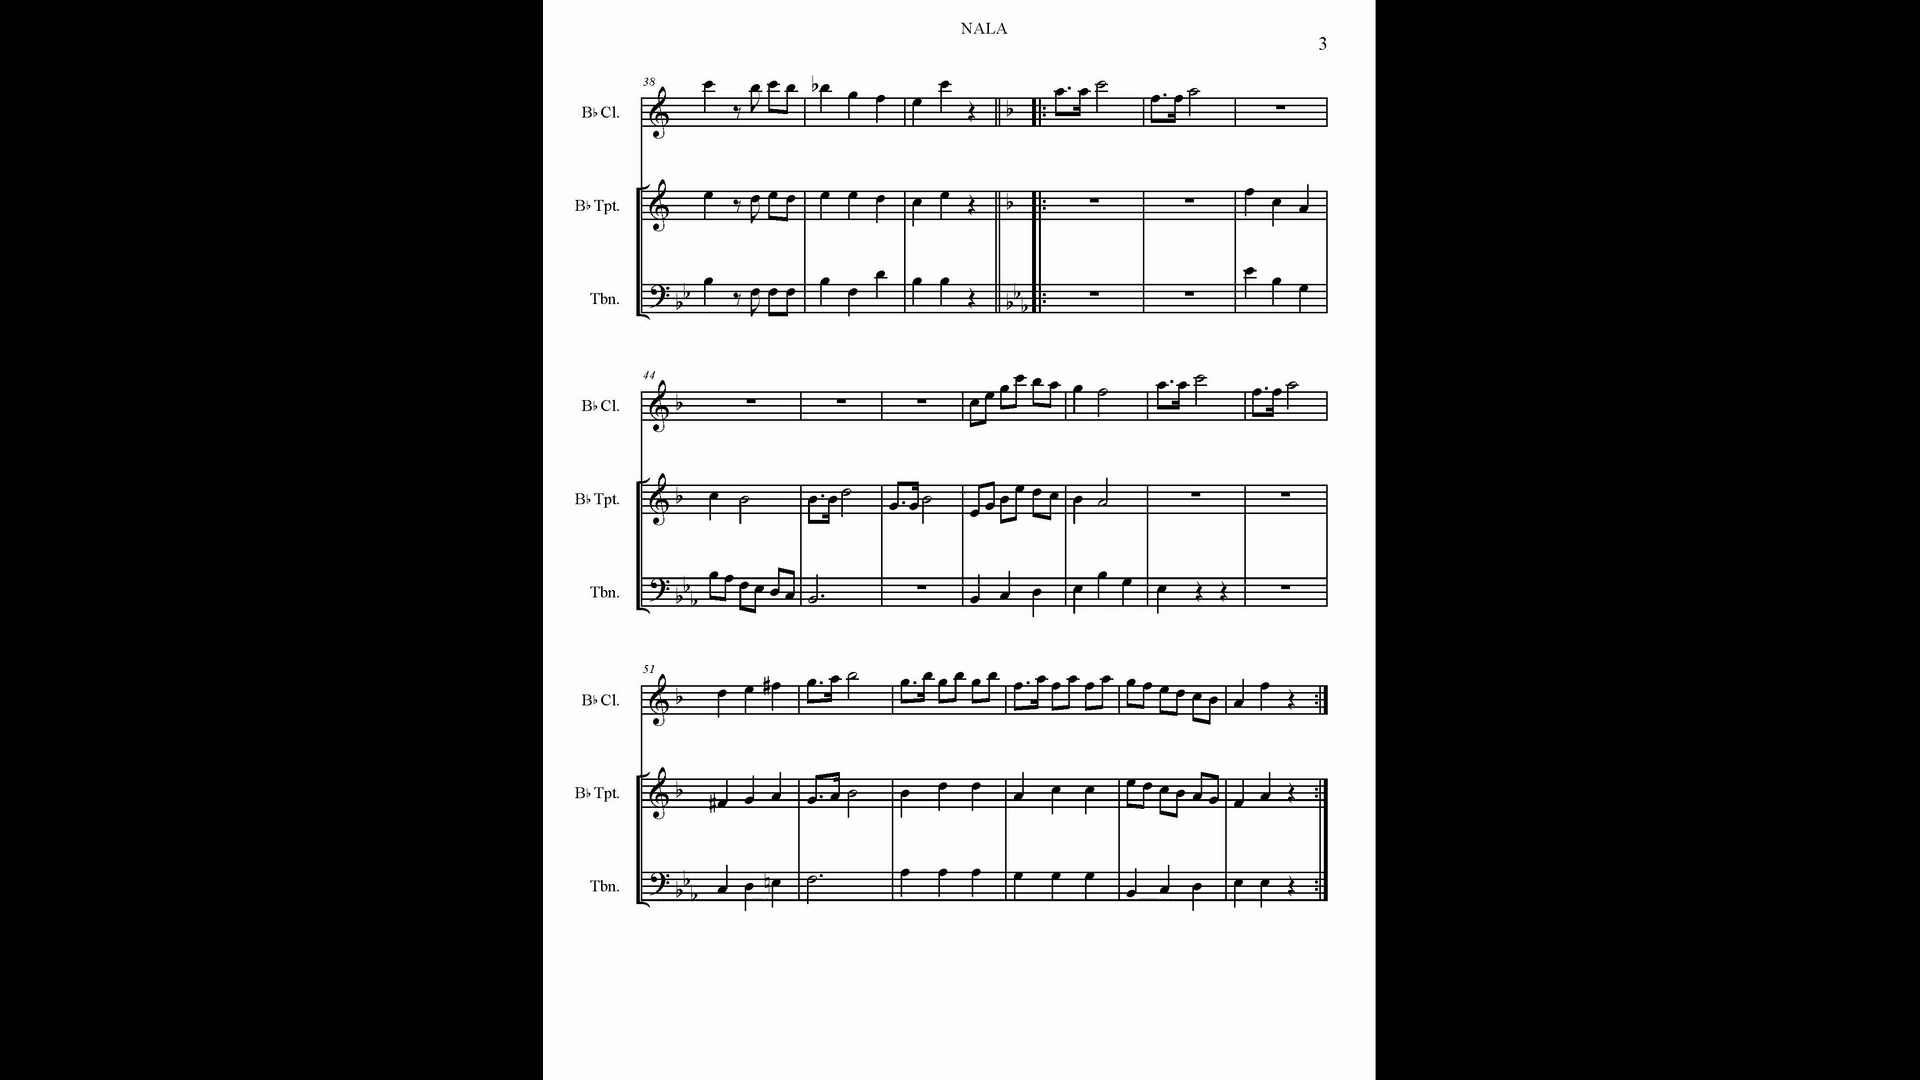 NALA
3
38
B♭ Cl.
B♭ Tpt.
Tbn.
44
B♭ Cl.
B♭ Tpt.
Tbn.
51
B♭ Cl.
B♭ Tpt.
Tbn.